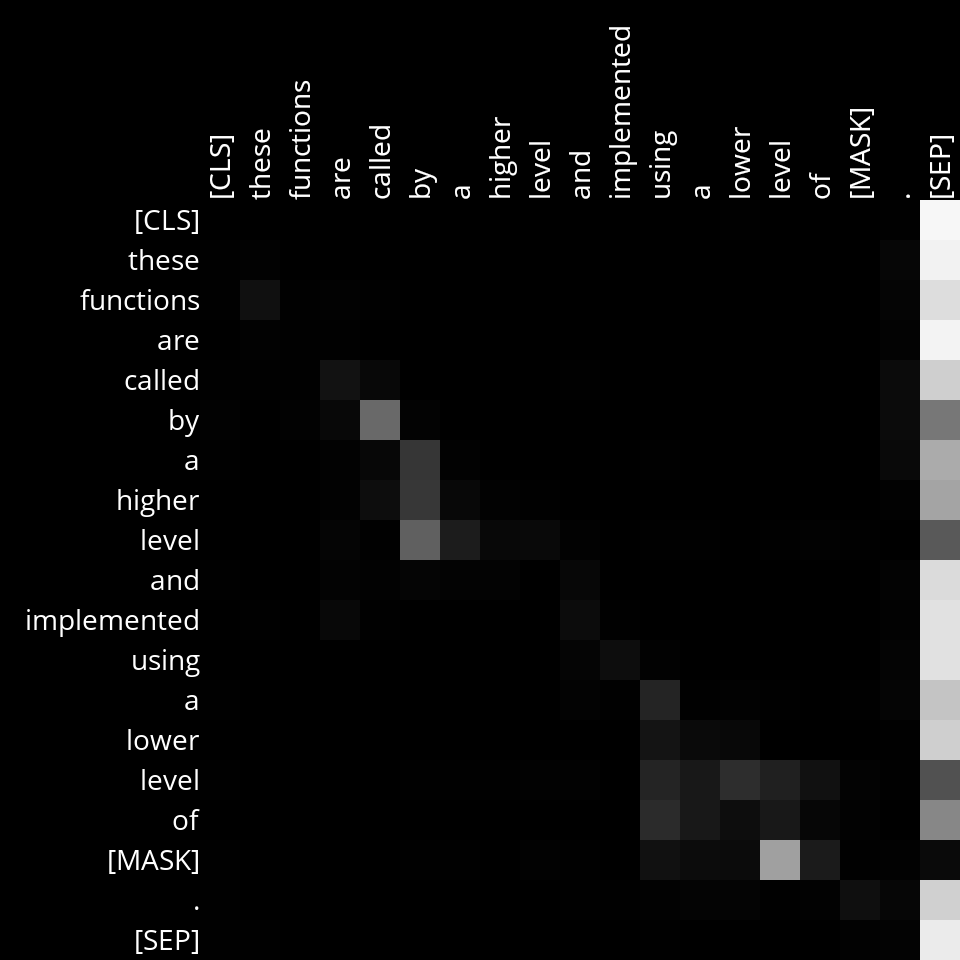 [CLS] these functions are called by a higher level and implemented using a lower level of [MASK] . [SEP]
[CLS]
these
functions
are
called
by
a
higher
level
and
implemented
using
a
lower
level
of
[MASK]
.
[SEP]